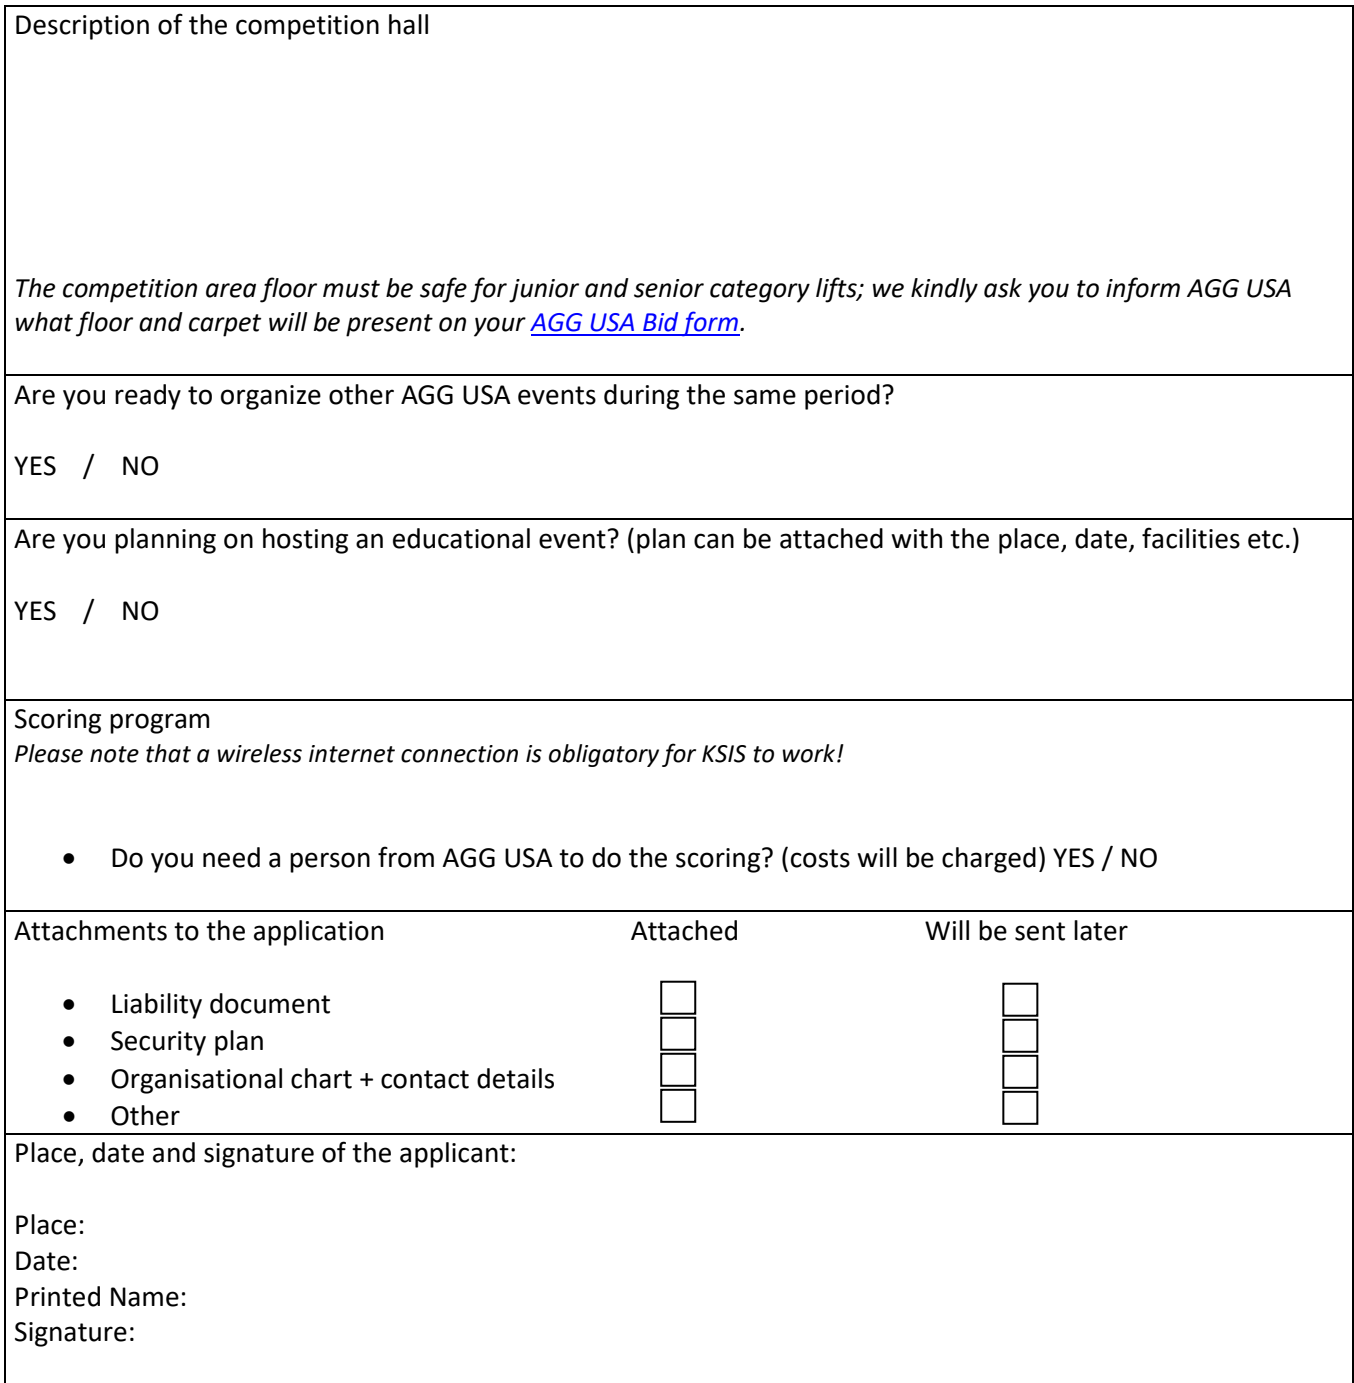 Description of the competition hall
The competition area floor must be safe for junior and senior category lifts; we kindly ask you to inform AGG USA
what floor and carpet will be present on your AGG USA Bid form.
Are you ready to organize other AGG USA events during the same period?
YES / NO
Are you planning on hosting an educational event? (plan can be attached with the place, date, facilities etc.)
YES / NO
Scoring program
Please note that a wireless internet connection is obligatory for KSIS to work!
• Do you need a person from AGG USA to do the scoring? (costs will be charged) YES / NO
Attachments to the application Attached Will be sent later
• Liability document
• Security plan
• Organisational chart + contact details
• Other
Place, date and signature of the applicant:
Place:
Date:
Printed Name:
Signature: